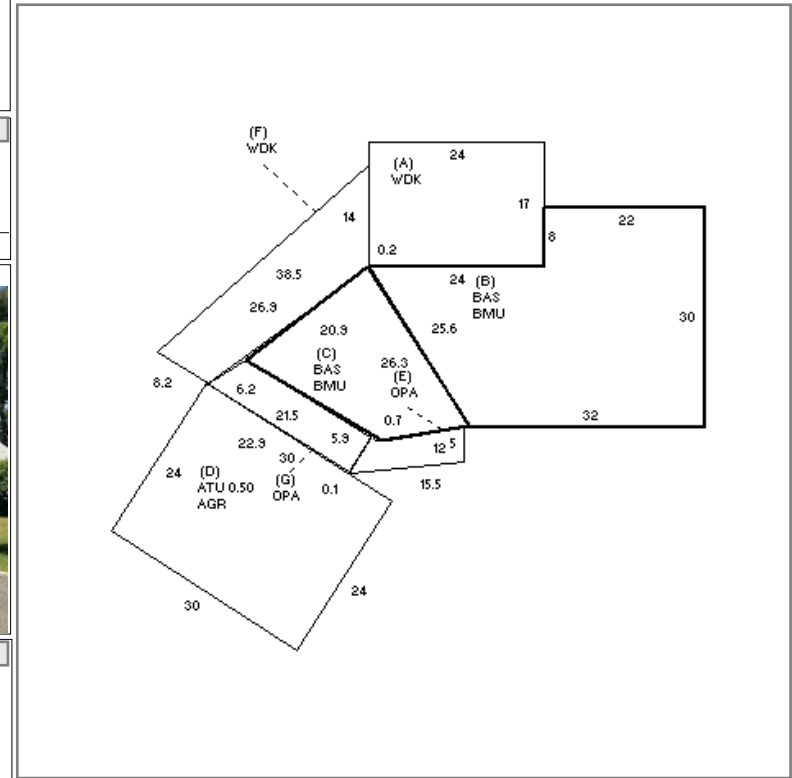 (F)
WDK
24
(A)
WDK
17
14
22
8
0.2
24
(B)
BAS
BMU
38.5
26.9
30
20.9
25.6
(C)
BAS
BMU
26.3
(E)
OPA
8.2
6.2
21.5
0.7
32
22.9
5.9
12
5
30
24
(D)
ATU 0.50
AGR
(G)
OPA
0.1
15.5
24
30